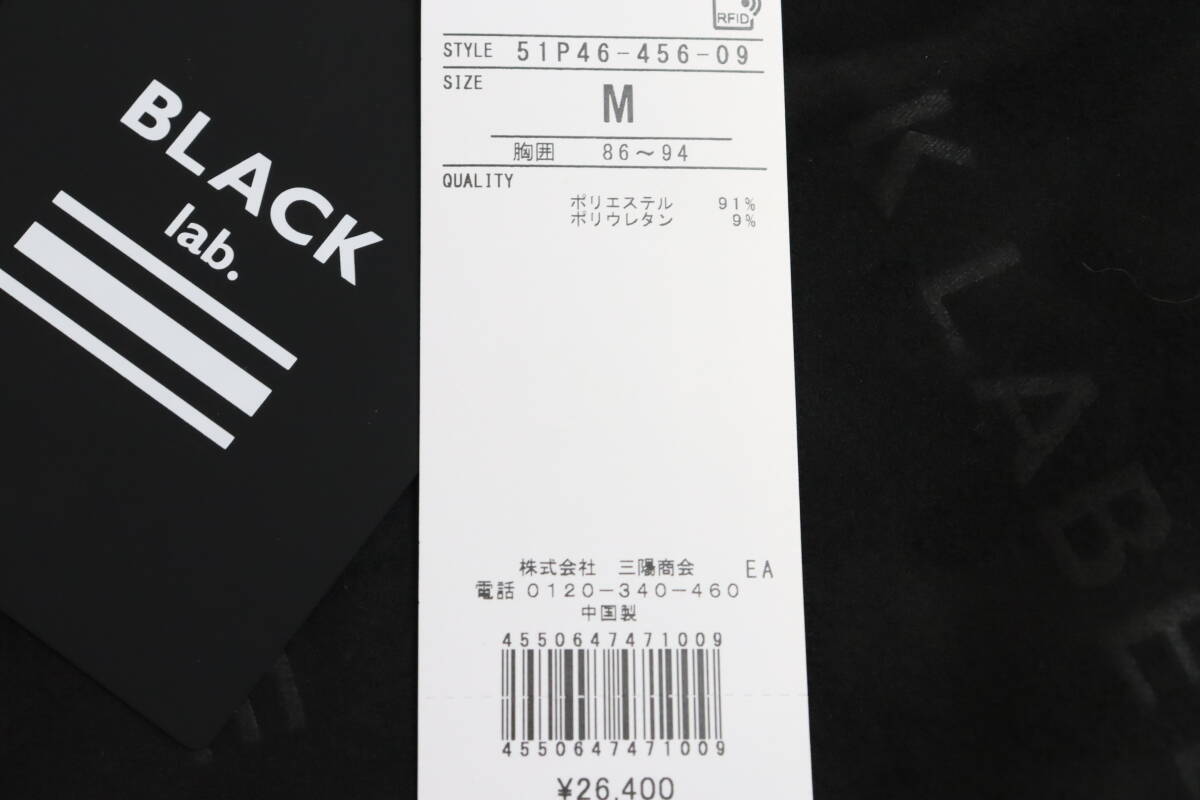 BLACK
lab.
RFID
STYLE 51P46-456-09
SIZE
M
胸囲 86～94
QUALITY
ポリエステル 91%
ポリウレタン 9%
株式会社 三陽商会 EA
電話 0120-340-460
中国製
4550647471009
4550647471009
¥26,400
KLABE